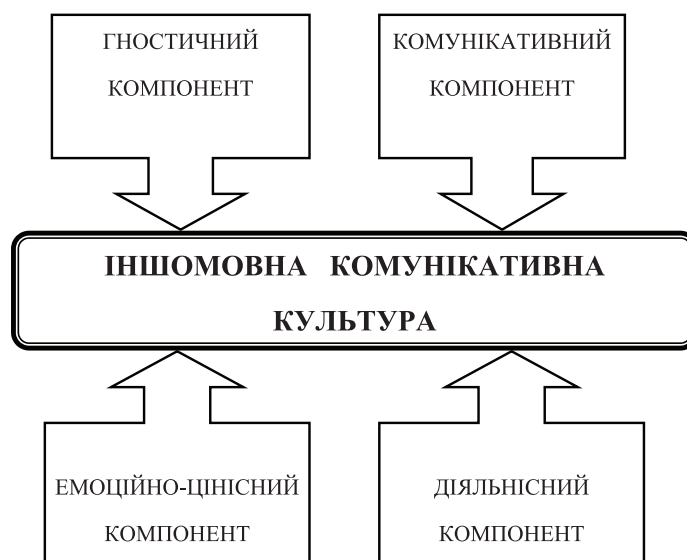 ГНОСТИЧНИЙ
КОМПОНЕНТ
КОМУНІКАТИВНИЙ
КОМПОНЕНТ
ІНШОМОВНА КОМУНІКАТИВНА
КУЛЬТУРА
ЕМОЦІЙНО-ЦІНІСНИЙ
КОМПОНЕНТ
ДІЯЛЬНІСНИЙ
КОМПОНЕНТ